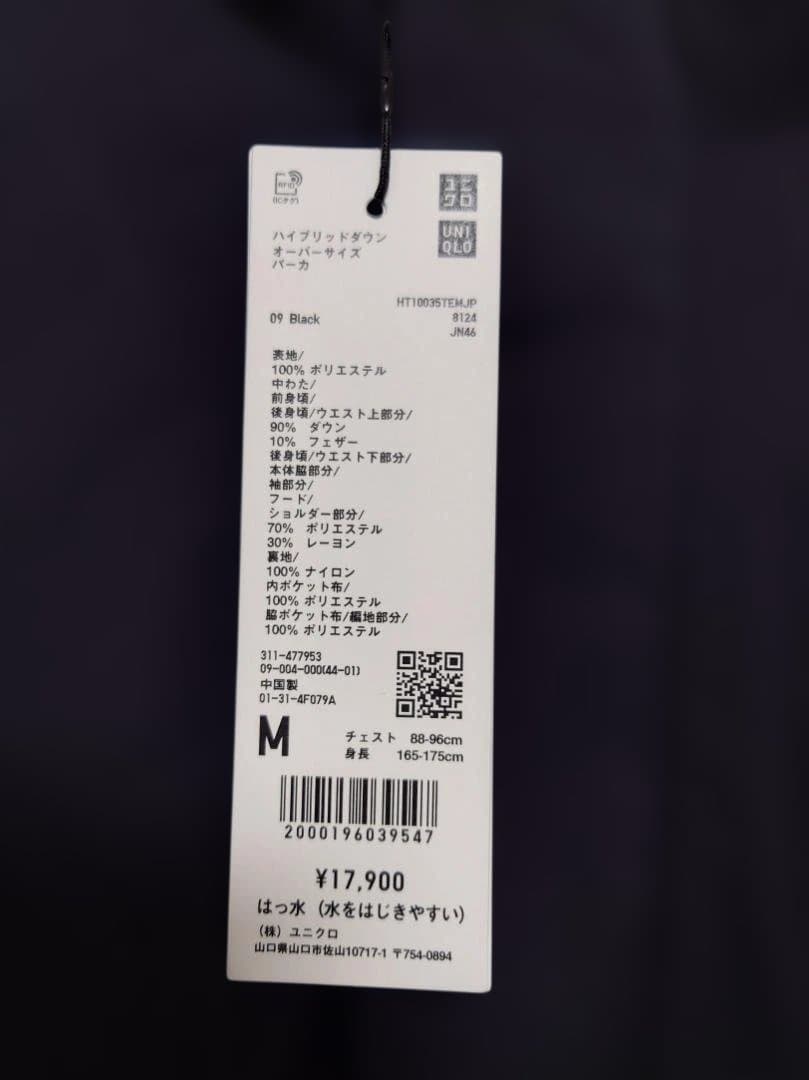 RFID
(ICタグ)
ユニ
クロ
UNI
QLO
ハイブリッドダウン
オーバーサイズ
パーカ
HT10035TEMJP
09 Black
8124
JN46
表地/
100% ポリエステル
中わた/
前身頃/
後身頃/ウエスト上部分/
90% ダウン
10% フェザー
後身頃/ウエスト下部分/
本体脇部分/
袖部分/
フード/
ショルダー部分/
70% ポリエステル
30% レーヨン
裏地/
100% ナイロン
内ポケット布/
100% ポリエステル
脇ポケット布/編地部分/
100% ポリエステル
311-477953
09-004-000(44-01)
中国製
01-31-4F079A
M
チェスト 88-96cm
身長 165-175cm
2000196039547
¥17,900
はっ水 (水をはじきやすい)
(株) ユニクロ
山口県山口市佐山10717-1 〒754-0894